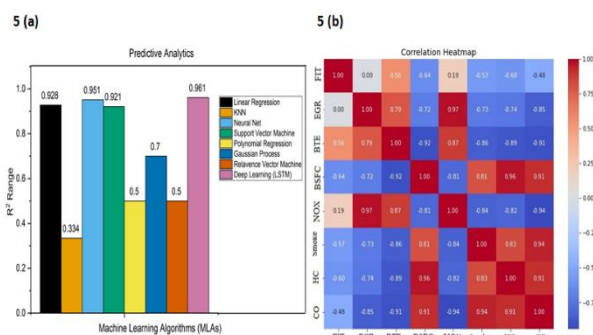 5 (a)
Predictive Analytics
1.0
0.8
0.6
0.4
0.2
0.0
R² Range
0.928
0.334
0.951
0.921
0.5
0.7
0.5
0.961
Linear Regression
KNN
Neural Net
Support Vector Machine
Polynomial Regression
Gaussian Process
Relavence Vector Machine
Deep Learning (LSTM)
Machine Learning Algorithms (MLAs)
5 (b)
Correlation Heatmap
FIT 1.00 0.00 0.56 -0.64 0.19 -0.57 -0.60 -0.48
EGR 0.00 1.00 0.79 -0.72 0.97 -0.73 -0.74 -0.85
BTE 0.56 0.79 1.00 -0.92 0.87 -0.86 -0.89 -0.91
BSFC -0.64 -0.72 -0.92 1.00 -0.81 0.81 0.96 0.91
NOX 0.19 0.97 0.87 -0.81 1.00 -0.84 -0.82 -0.94
Smoke -0.57 -0.73 -0.86 0.81 -0.84 1.00 0.83 0.94
HC -0.60 -0.74 -0.89 0.96 -0.82 0.83 1.00 0.91
CO -0.48 -0.85 -0.91 0.91 -0.94 0.94 0.91 1.00
1.00
0.75
0.50
0.25
0.00